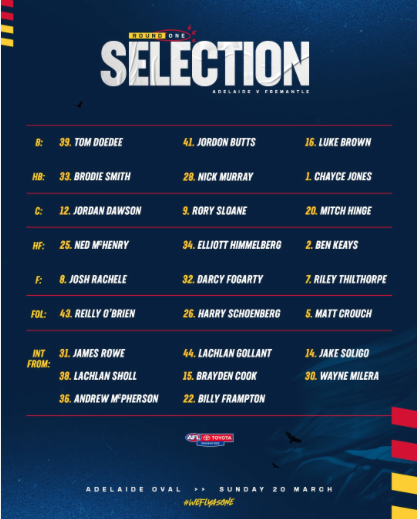 ROUND ONE
SELECTION
ADELAIDE V FREMANTLE
B: 39. TOM DOEDEE 41. JORDON BUTTS 16. LUKE BROWN
HB: 33. BRODIE SMITH 28. NICK MURRAY 1. CHAYCE JONES
C: 12. JORDAN DAWSON 9. RORY SLOANE 20. MITCH HINGE
HF: 25. NED McHENRY 34. ELLIOTT HIMMELBERG 2. BEN KEAYS
F: 8. JOSH RACHELE 32. DARCY FOGARTY 7. RILEY THILTHORPE
FOL: 43. REILLY O'BRIEN 26. HARRY SCHOENBERG 5. MATT CROUCH
INT FROM: 31. JAMES ROWE 44. LACHLAN GOLLANT 14. JAKE SOLIGO
38. LACHLAN SHOLL 15. BRAYDEN COOK 30. WAYNE MILERA
36. ANDREW McPHERSON 22. BILLY FRAMPTON
AFL TOYOTA
ADELAIDE OVAL >> SUNDAY 20 MARCH
#WEFLYASONE